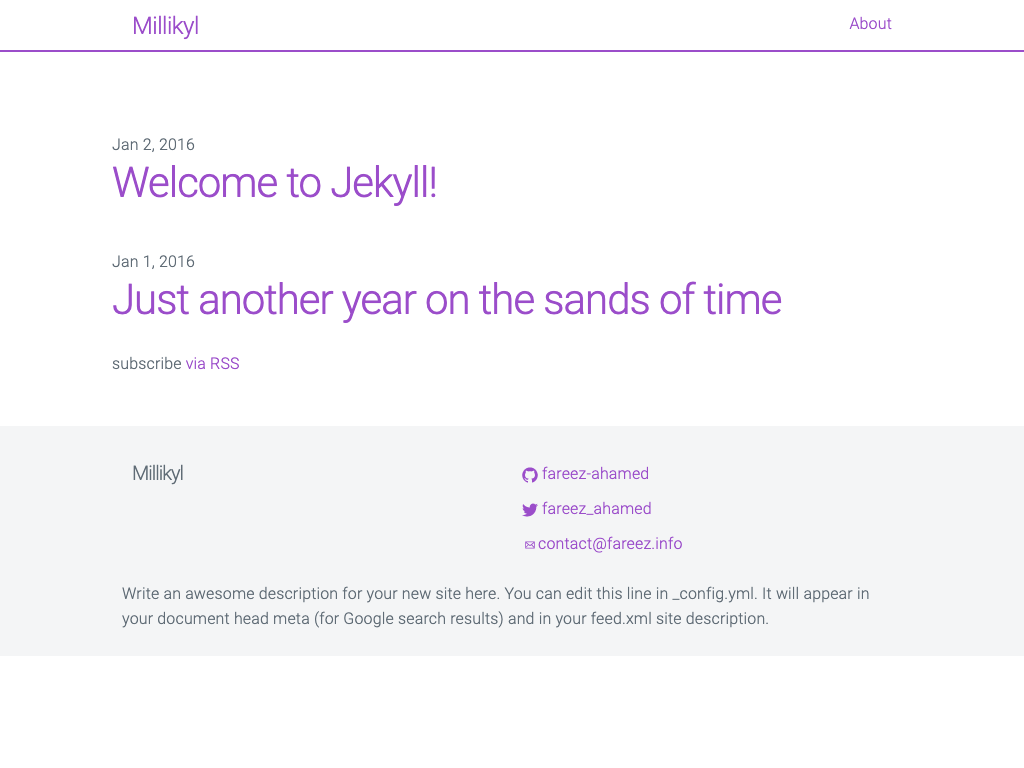 Millikyl
About
Jan 2, 2016
Welcome to Jekyll!
Jan 1, 2016
Just another year on the sands of time
subscribe via RSS
Millikyl
fareez-ahamed
fareez_ahamed
contact@fareez.info
Write an awesome description for your new site here. You can edit this line in _config.yml. It will appear in
your document head meta (for Google search results) and in your feed.xml site description.